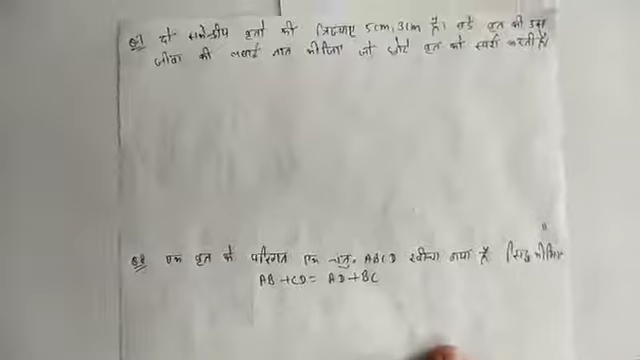 Q1 दो सकेन्द्रीय वृतो की त्रिज्याए 5cm, 3cm है। बडे वृत की उस
जीवा की लम्बाई ज्ञात कीजिए जो छोटे वृत को स्पर्श करती है।
Q2 एक वृत के परिगत एक चतु. ABCD खीचा गया है सिद्ध कीजिए
AB+CD = AD+BC